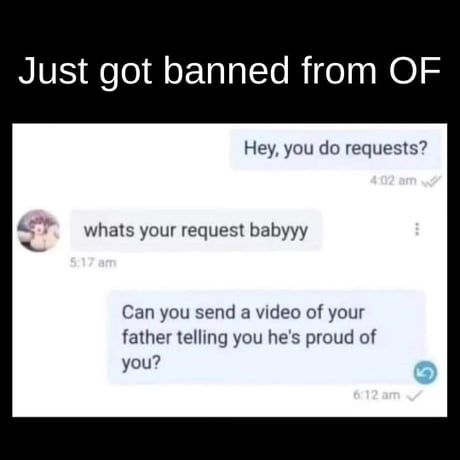 Just got banned from OF
Hey, you do requests?
4:02 am
whats your request babyyy
5:17 am
Can you send a video of your
father telling you he's proud of
you?
6:12 am